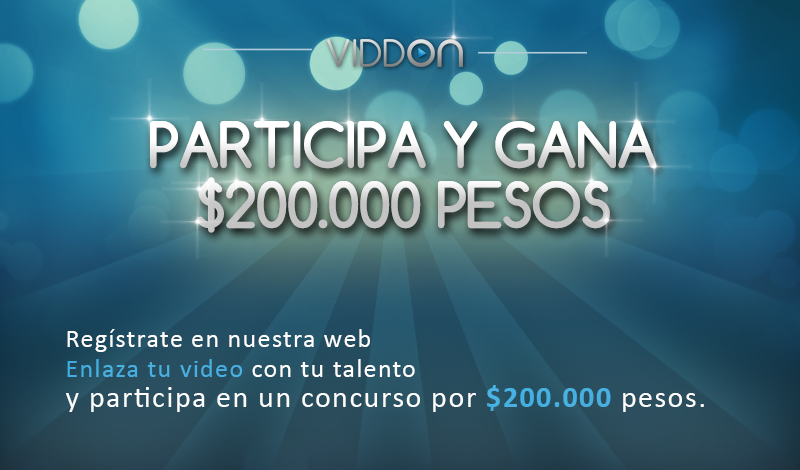 VIDDON
PARTICIPA Y GANA
$200.000 PESOS
Regístrate en nuestra web
Enlaza tu video con tu talento
y participa en un concurso por $200.000 pesos.